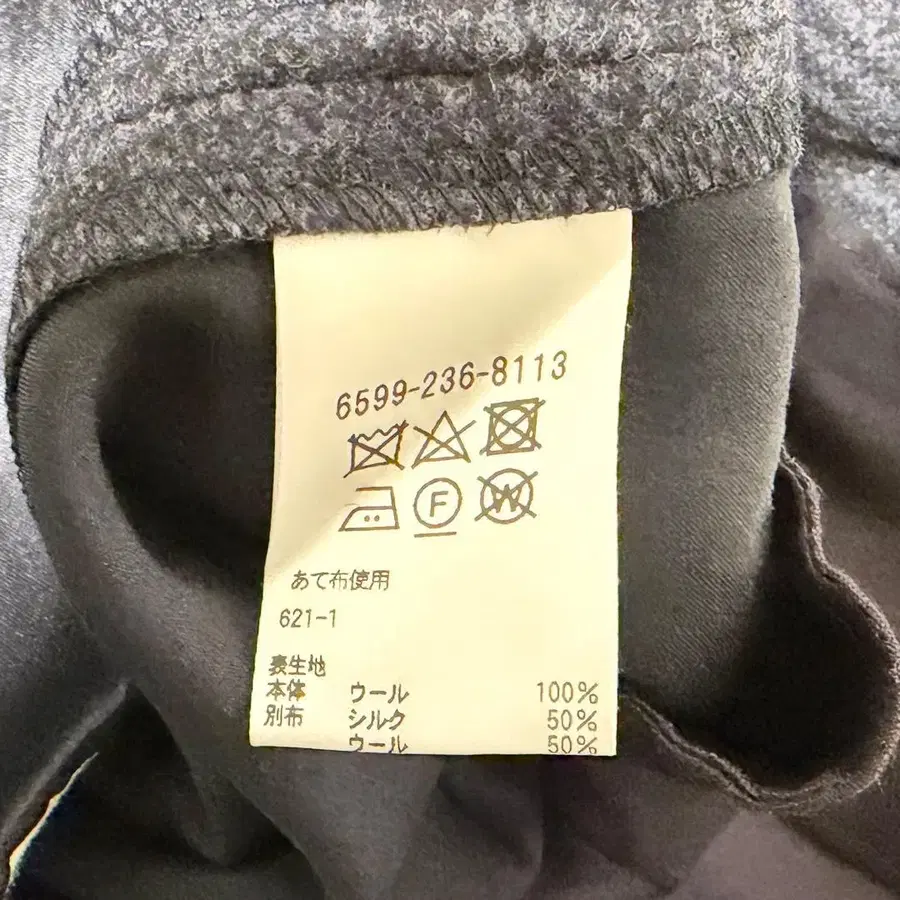 6599-236-8113
F W
あて布使用
621-1
表生地
本体 ウール 100%
別布 シルク 50%
ウール 50%